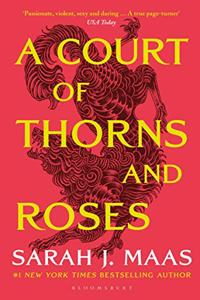 'Passionate, violent, sexy and daring ... A true page-turner'
USA Today
A COURT
OF
THORNS
AND
ROSES
SARAH J. MAAS
#1 NEW YORK TIMES BESTSELLING AUTHOR
BLOOMSBURY